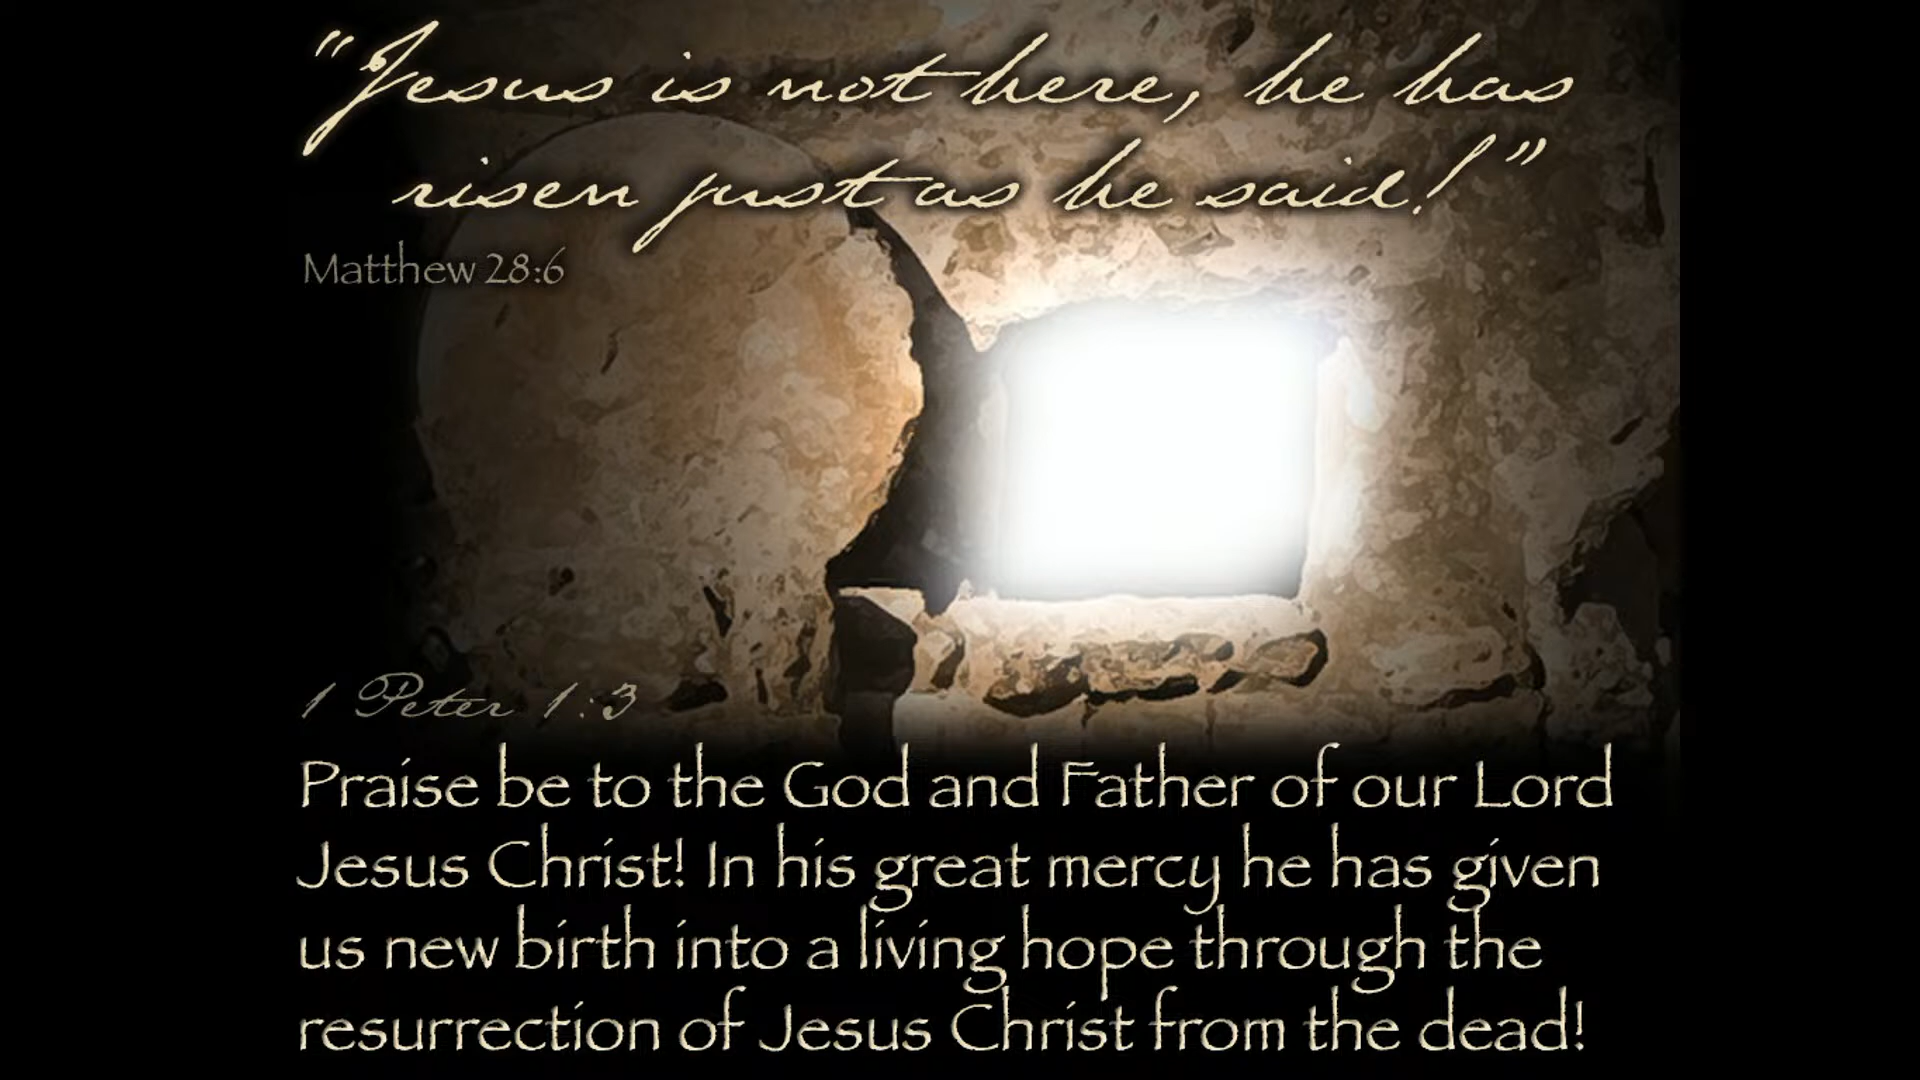 "Jesus is not here, he has
risen just as he said!"
Matthew 28:6
1 Peter 1:3
Praise be to the God and Father of our Lord
Jesus Christ! In his great mercy he has given
us new birth into a living hope through the
resurrection of Jesus Christ from the dead!